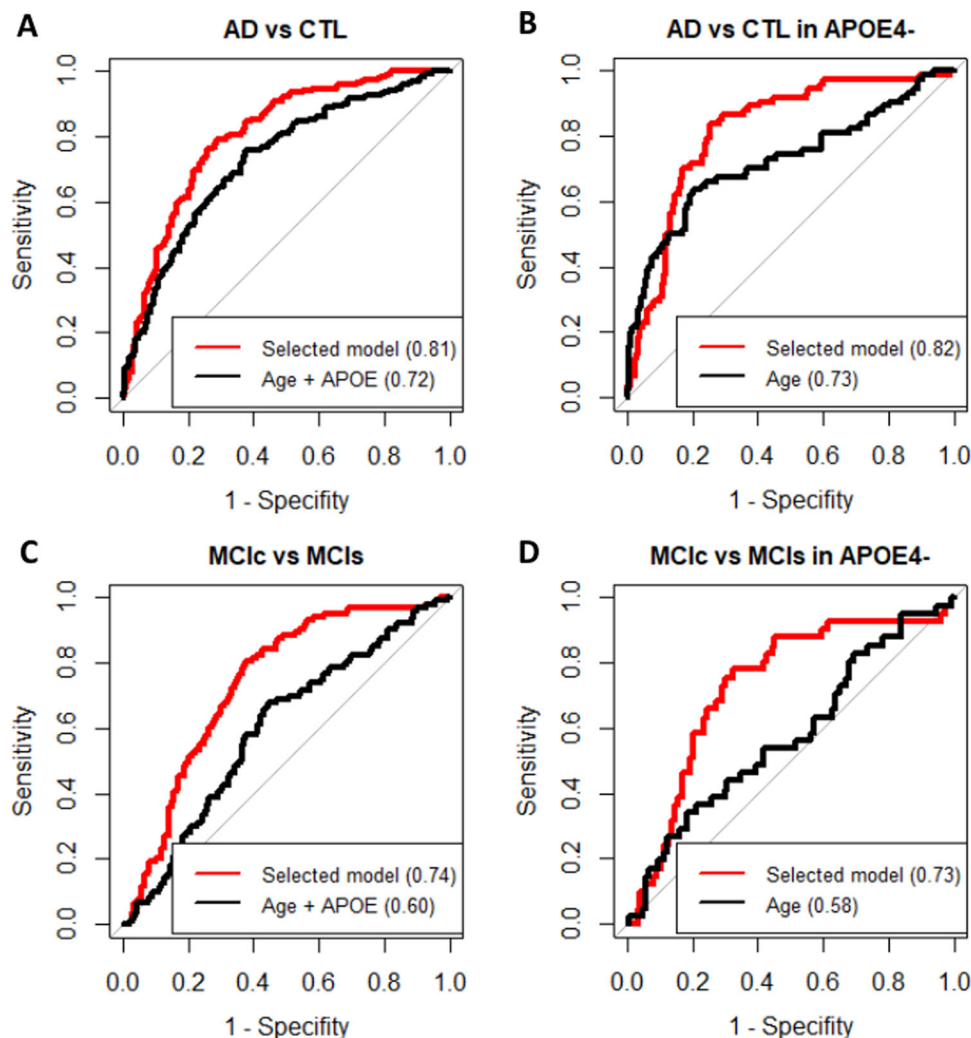 A
AD vs CTL
Sensitivity
0.0 0.2 0.4 0.6 0.8 1.0
Selected model (0.81)
Age + APOE (0.72)
0.0 0.2 0.4 0.6 0.8 1.0
1 - Specifity
B
AD vs CTL in APOE4-
Sensitivity
0.0 0.2 0.4 0.6 0.8 1.0
Selected model (0.82)
Age (0.73)
0.0 0.2 0.4 0.6 0.8 1.0
1 - Specifity
C
MCIc vs MCIs
Sensitivity
0.0 0.2 0.4 0.6 0.8 1.0
Selected model (0.74)
Age + APOE (0.60)
0.0 0.2 0.4 0.6 0.8 1.0
1 - Specifity
D
MCIc vs MCIs in APOE4-
Sensitivity
0.0 0.2 0.4 0.6 0.8 1.0
Selected model (0.73)
Age (0.58)
0.0 0.2 0.4 0.6 0.8 1.0
1 - Specifity